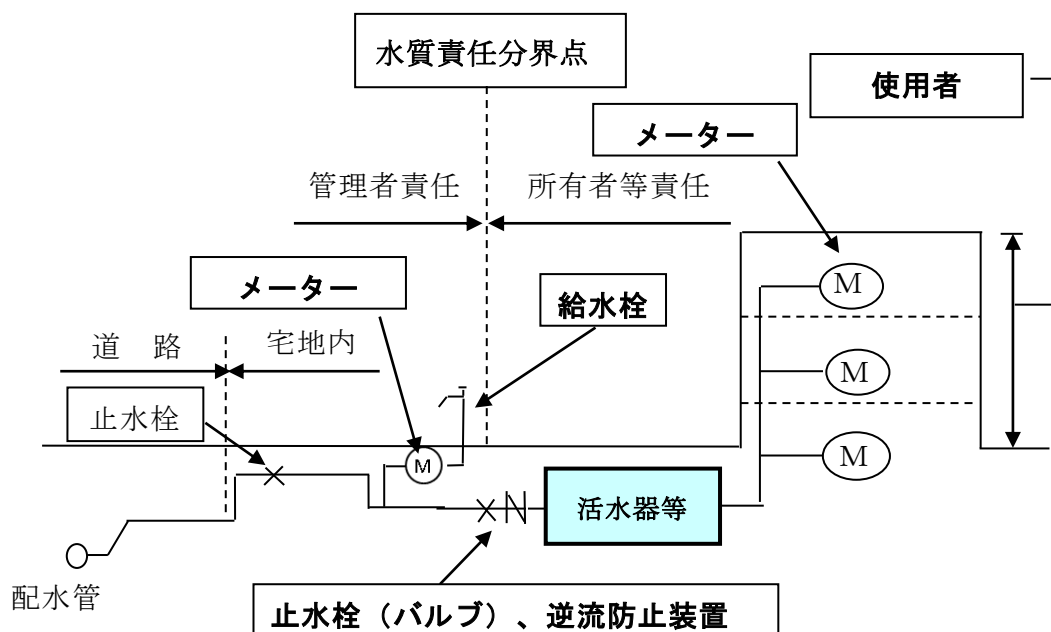 水質責任分界点
使用者
メーター
管理者責任
所有者等責任
メーター
給水栓
M
道 路
宅地内
M
止水栓
M
M
活水器等
配水管
止水栓（バルブ）、逆流防止装置